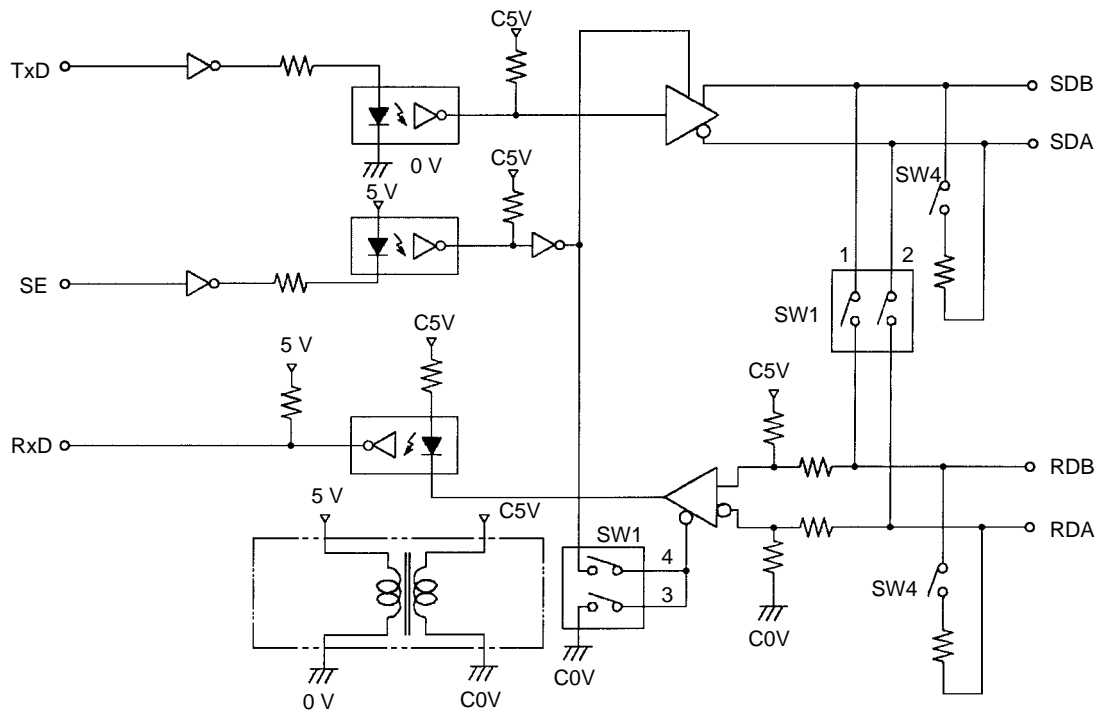 C5V
TxD
SDB
0 V
C5V
SDA
5 V
SW4
1 2
SE
SW1
C5V
5 V
C5V
RxD
RDB
5 V
C5V
RDA
SW1
4
3
SW4
C0V
0 V
C0V
C0V